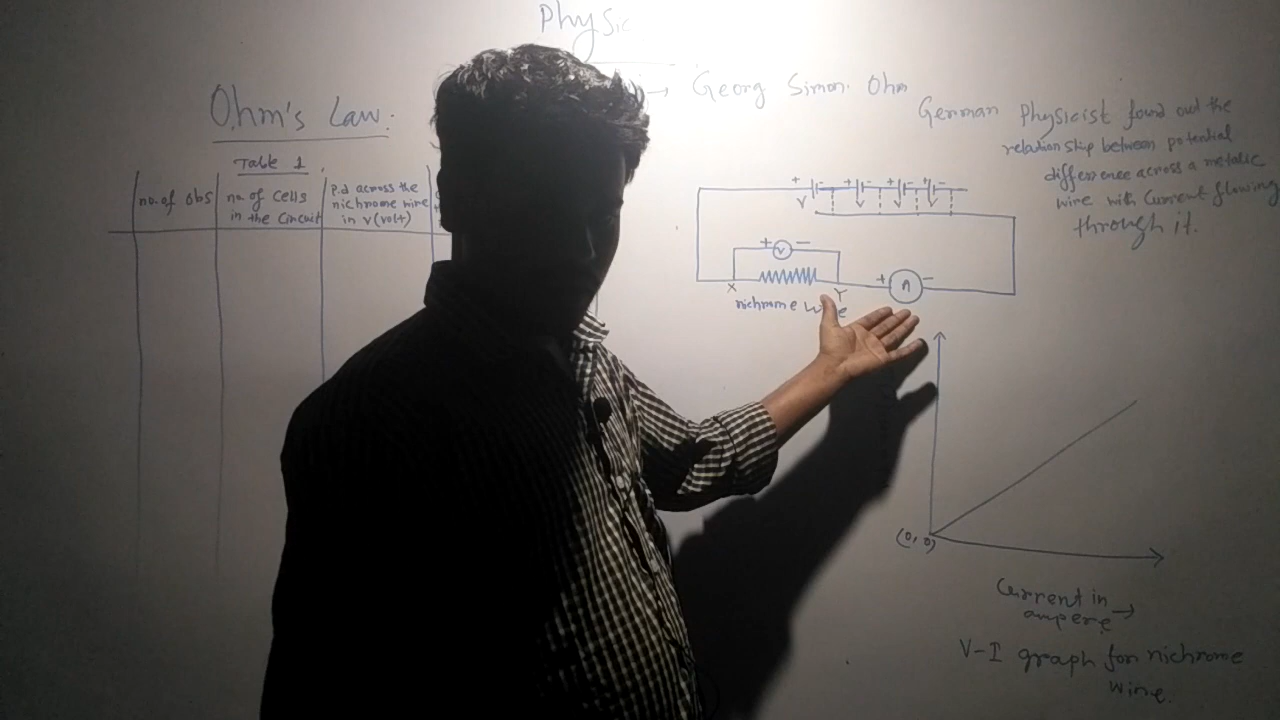 Physic
→ Georg Simon. Ohm
Ohm's Law:
German Physicist found out the
relationship between potential
difference across a metalic
wire with Current flowing
through it.
Table 1
no. of obs
no. of cells
in the circuit
p.d across the
nichrome wire
in v(volt)
+ - + - + - + -
V
+ V -
X
Y
nichrome
+ A -
(0, 0)
Current in →
ampere
V-I graph for nichrome
wire.